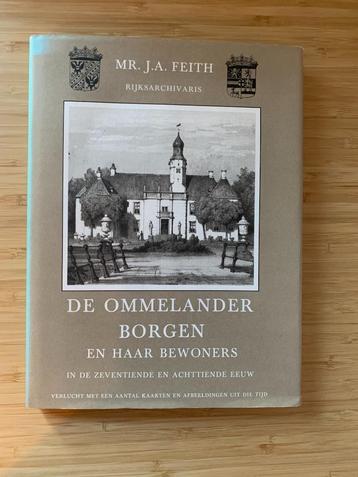 MR. J.A. FEITH
RIJKSARCHIVARIS
DE OMMELANDER
BORGEN
EN HAAR BEWONERS
IN DE ZEVENTIENDE EN ACHTTIENDE EEUW
VERLUCHT MET EEN AANTAL KAARTEN EN AFBEELDINGEN UIT DIE TIJD